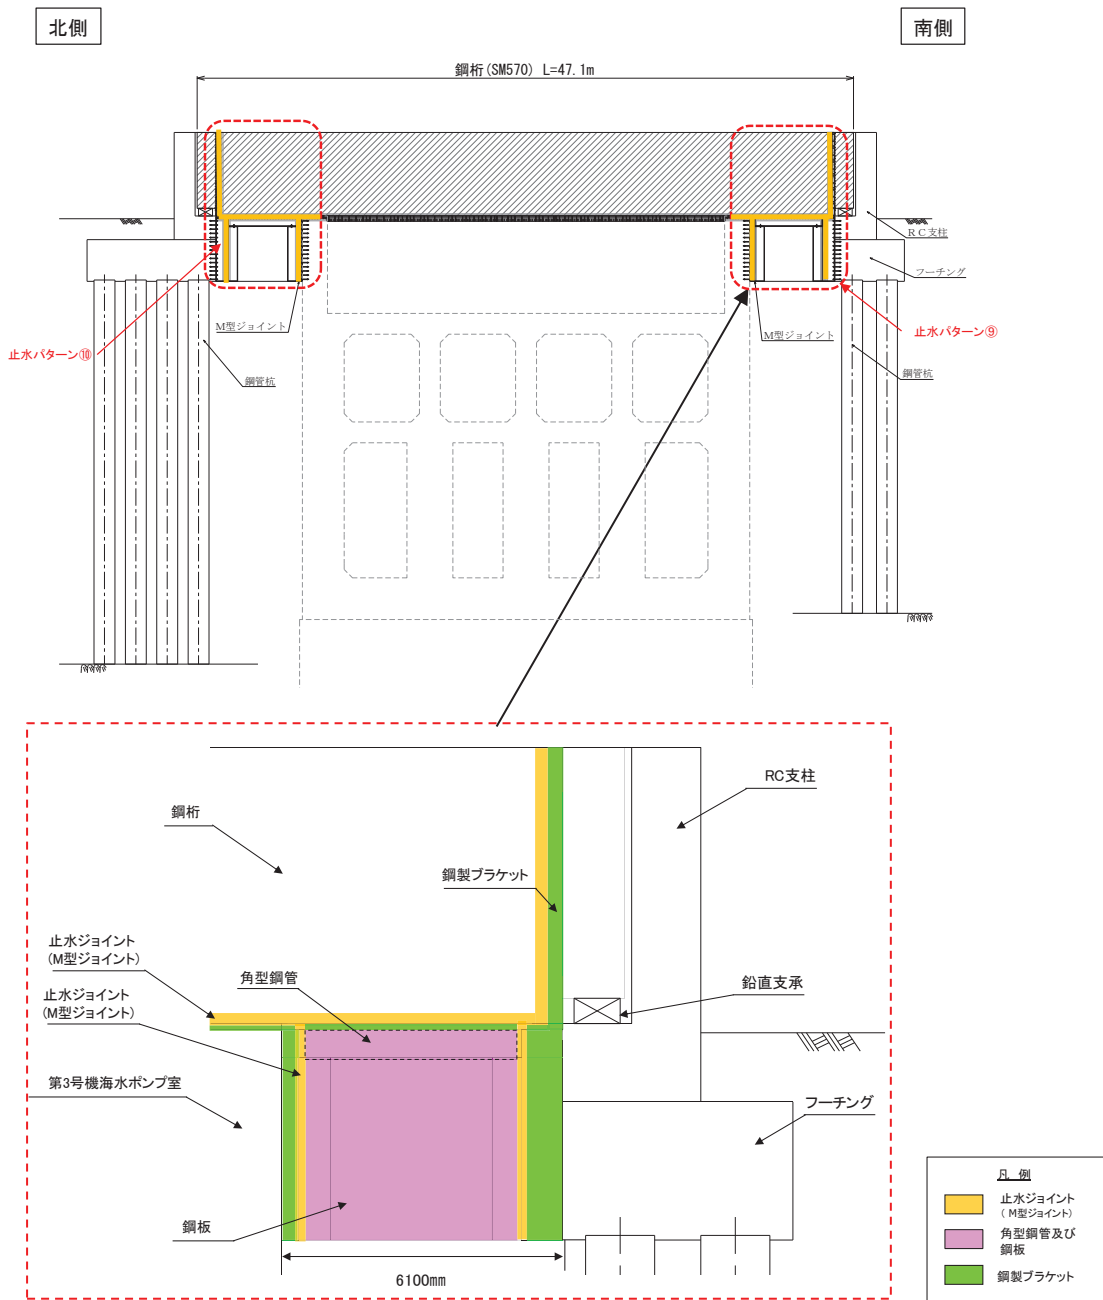 北側
南側
鋼桁(SM570) L=47.1m
RC支柱
フーチング
M型ジョイント
M型ジョイント
止水パターン⑩
止水パターン⑨
鋼管杭
鋼管杭
RC支柱
鋼桁
鋼製ブラケット
止水ジョイント
(M型ジョイント)
角型鋼管
鉛直支承
止水ジョイント
(M型ジョイント)
第3号機海水ポンプ室
フーチング
鋼板
6100mm
凡 例
止水ジョイント
( M型ジョイント)
角型鋼管及び
鋼板
鋼製ブラケット